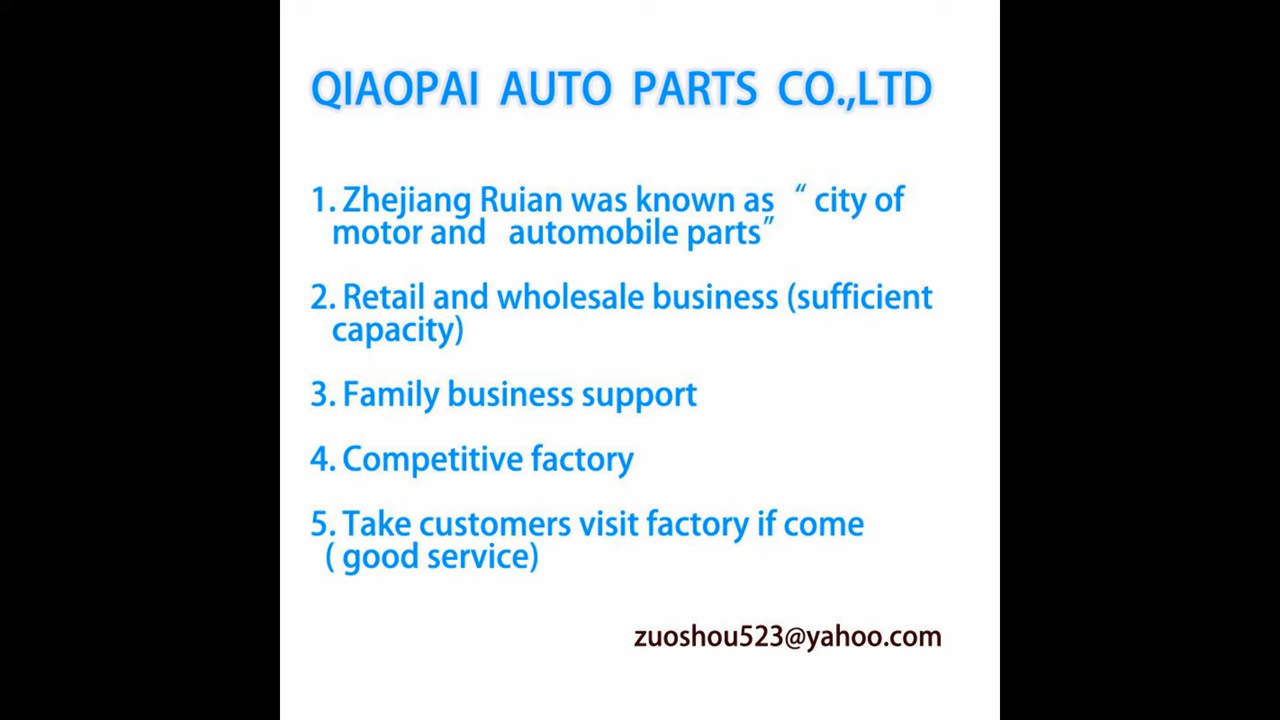 QIAOPAI AUTO PARTS CO.,LTD
1. Zhejiang Ruian was known as “ city of
motor and automobile parts”
2. Retail and wholesale business (sufficient
capacity)
3. Family business support
4. Competitive factory
5. Take customers visit factory if come
( good service)
zuoshou523@yahoo.com